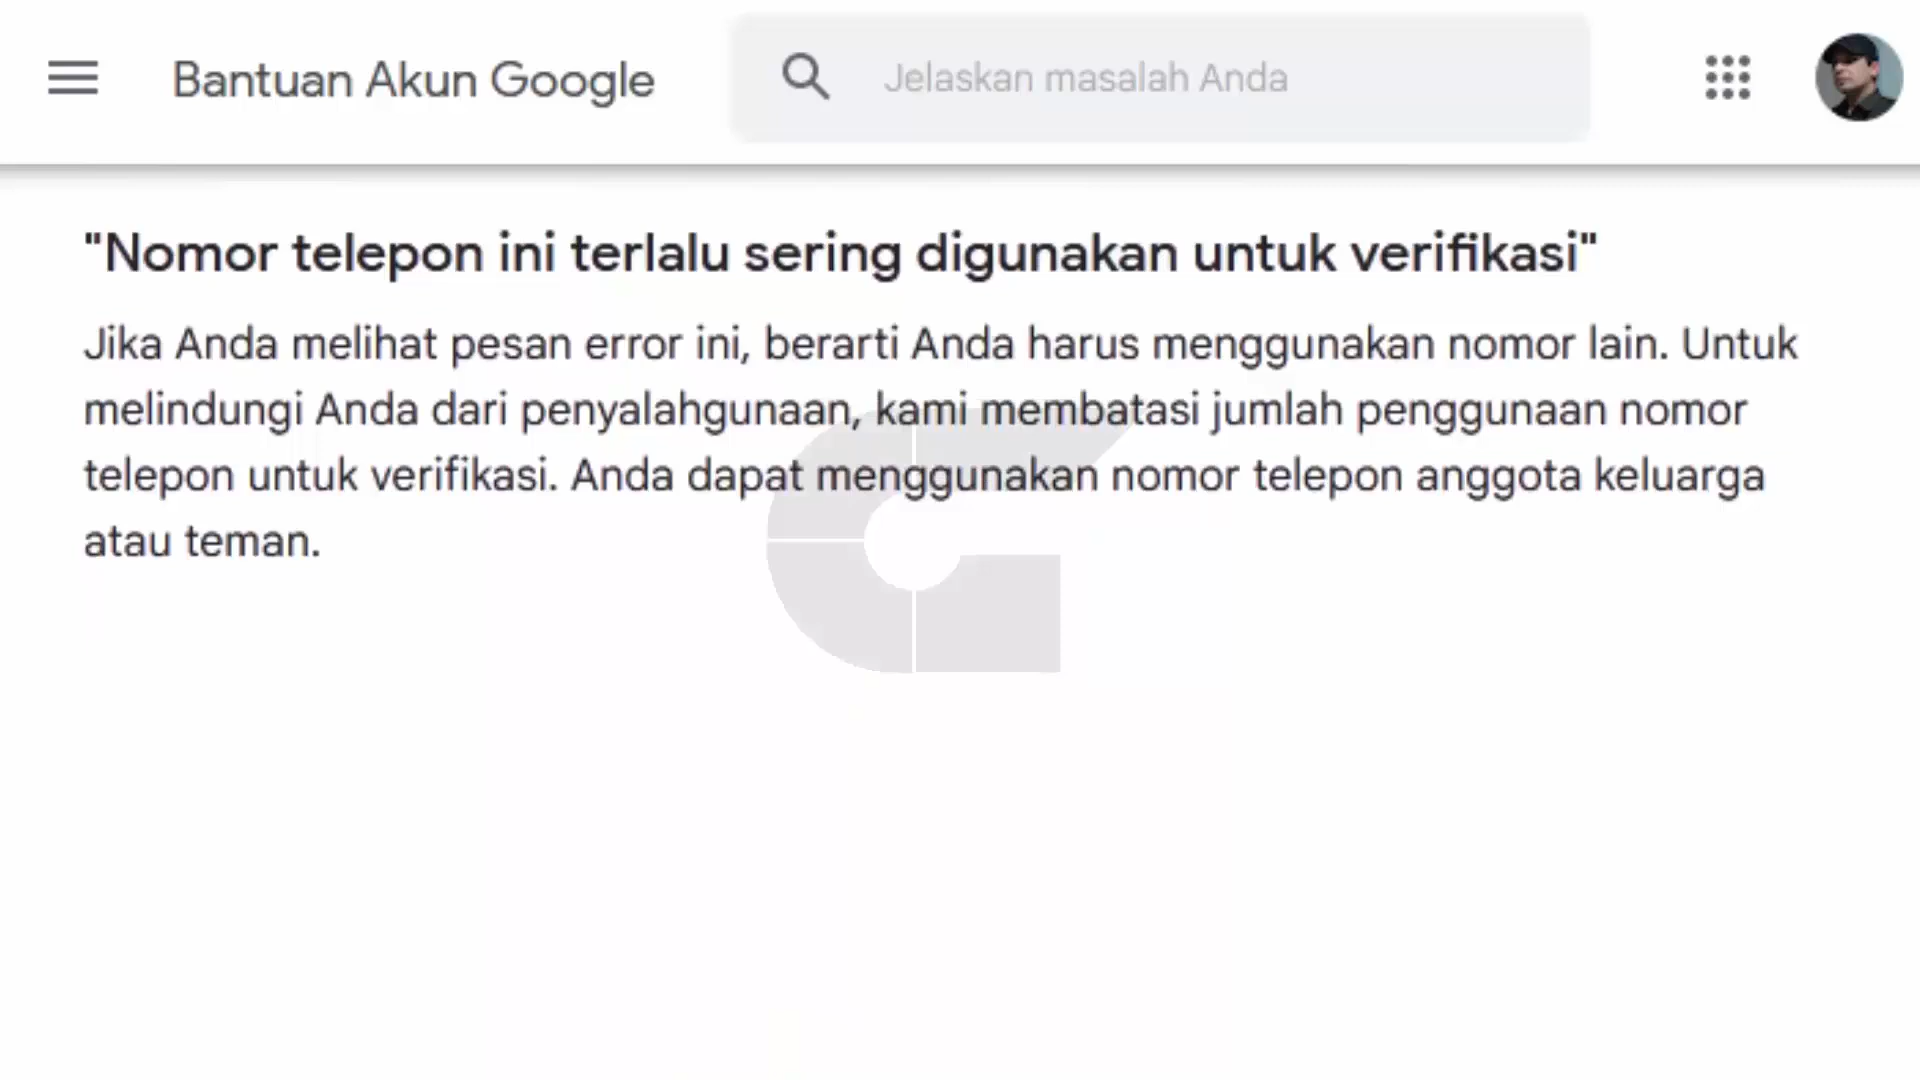 Bantuan Akun Google
Jelaskan masalah Anda
"Nomor telepon ini terlalu sering digunakan untuk verifikasi"
Jika Anda melihat pesan error ini, berarti Anda harus menggunakan nomor lain. Untuk
melindungi Anda dari penyalahgunaan, kami membatasi jumlah penggunaan nomor
telepon untuk verifikasi. Anda dapat menggunakan nomor telepon anggota keluarga
atau teman.